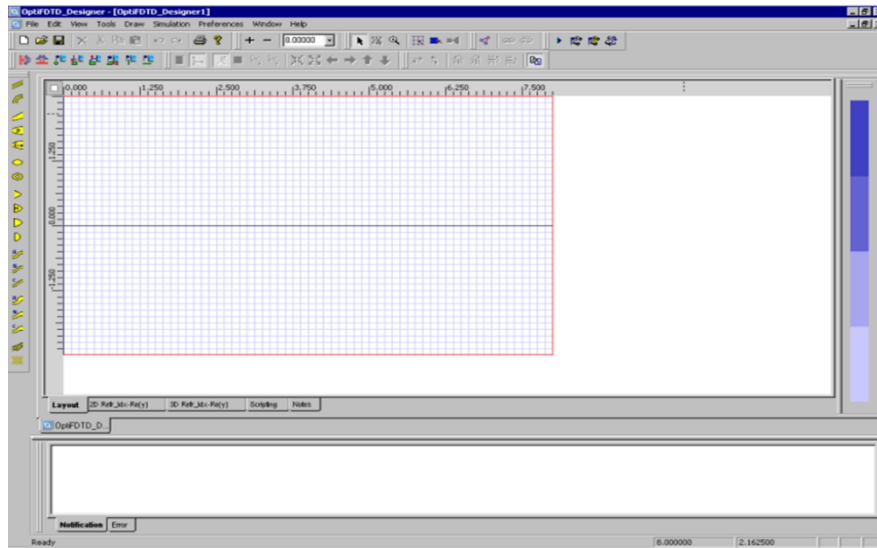 OptiFDTD_Designer - [OptiFDTD_Designer1]
File Edit View Tools Draw Simulation Preferences Window Help
8.00000
0.000 1.250 2.500 3.750 5.000 6.250 7.500
1.250
0.000
-1.250
Layout 2D Refr_Idx-Re(y) 3D Refr_Idx-Re(y) Scripting Notes
OptiFDTD_D...
Notification Error
Ready 8.000000 2.162500